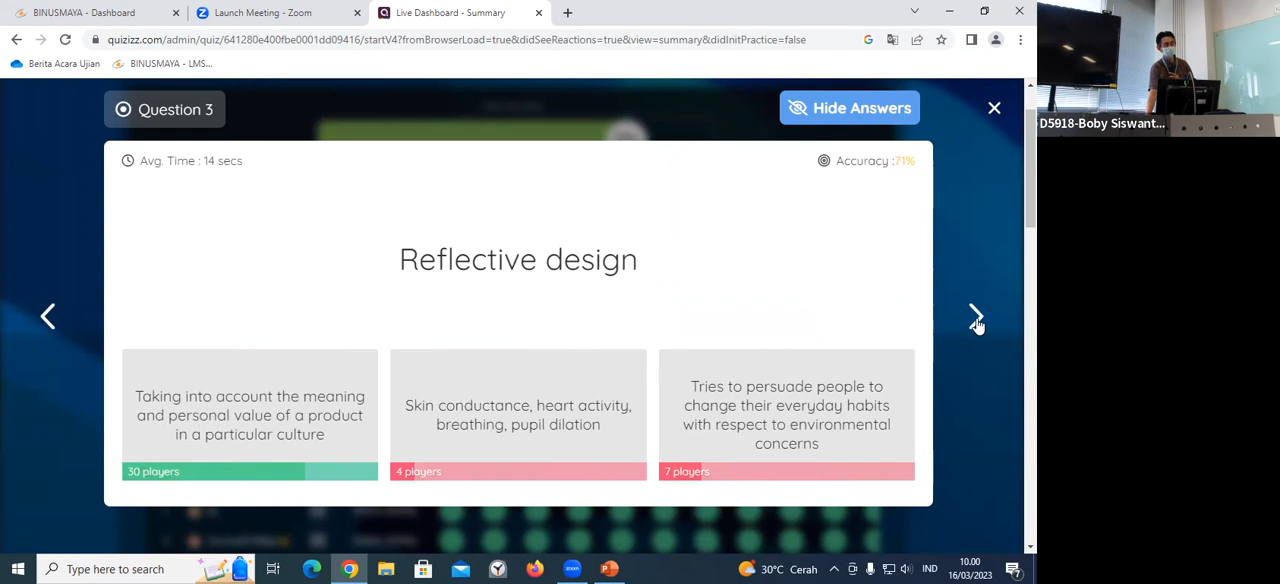 BINUSMAYA - Dashboard
Launch Meeting - Zoom
Live Dashboard - Summary
quizizz.com/admin/quiz/641280e400fbe0001dd09416/startV4?fromBrowserLoad=true&didSeeReactions=true&view=summary&didInitPractice=false
Berita Acara Ujian
BINUSMAYA - LMS...
D5918-Boby Siswant...
Question 3
Hide Answers
Avg. Time : 14 secs
Accuracy :71%
Reflective design
Taking into account the meaning
and personal value of a product
in a particular culture
30 players
Skin conductance, heart activity,
breathing, pupil dilation
4 players
Tries to persuade people to
change their everyday habits
with respect to environmental
concerns
7 players
Type here to search
zoom
30°C Cerah
IND
10.00
16/03/2023